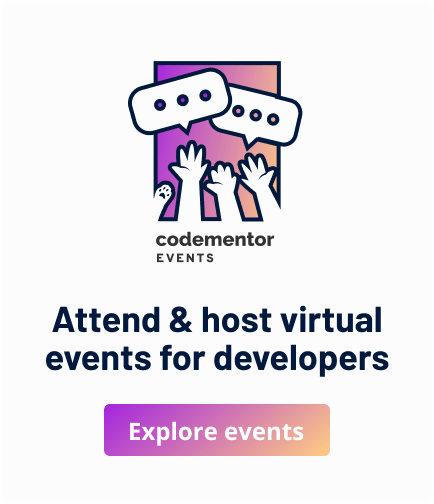 codementor
EVENTS
Attend & host virtual
events for developers
Explore events